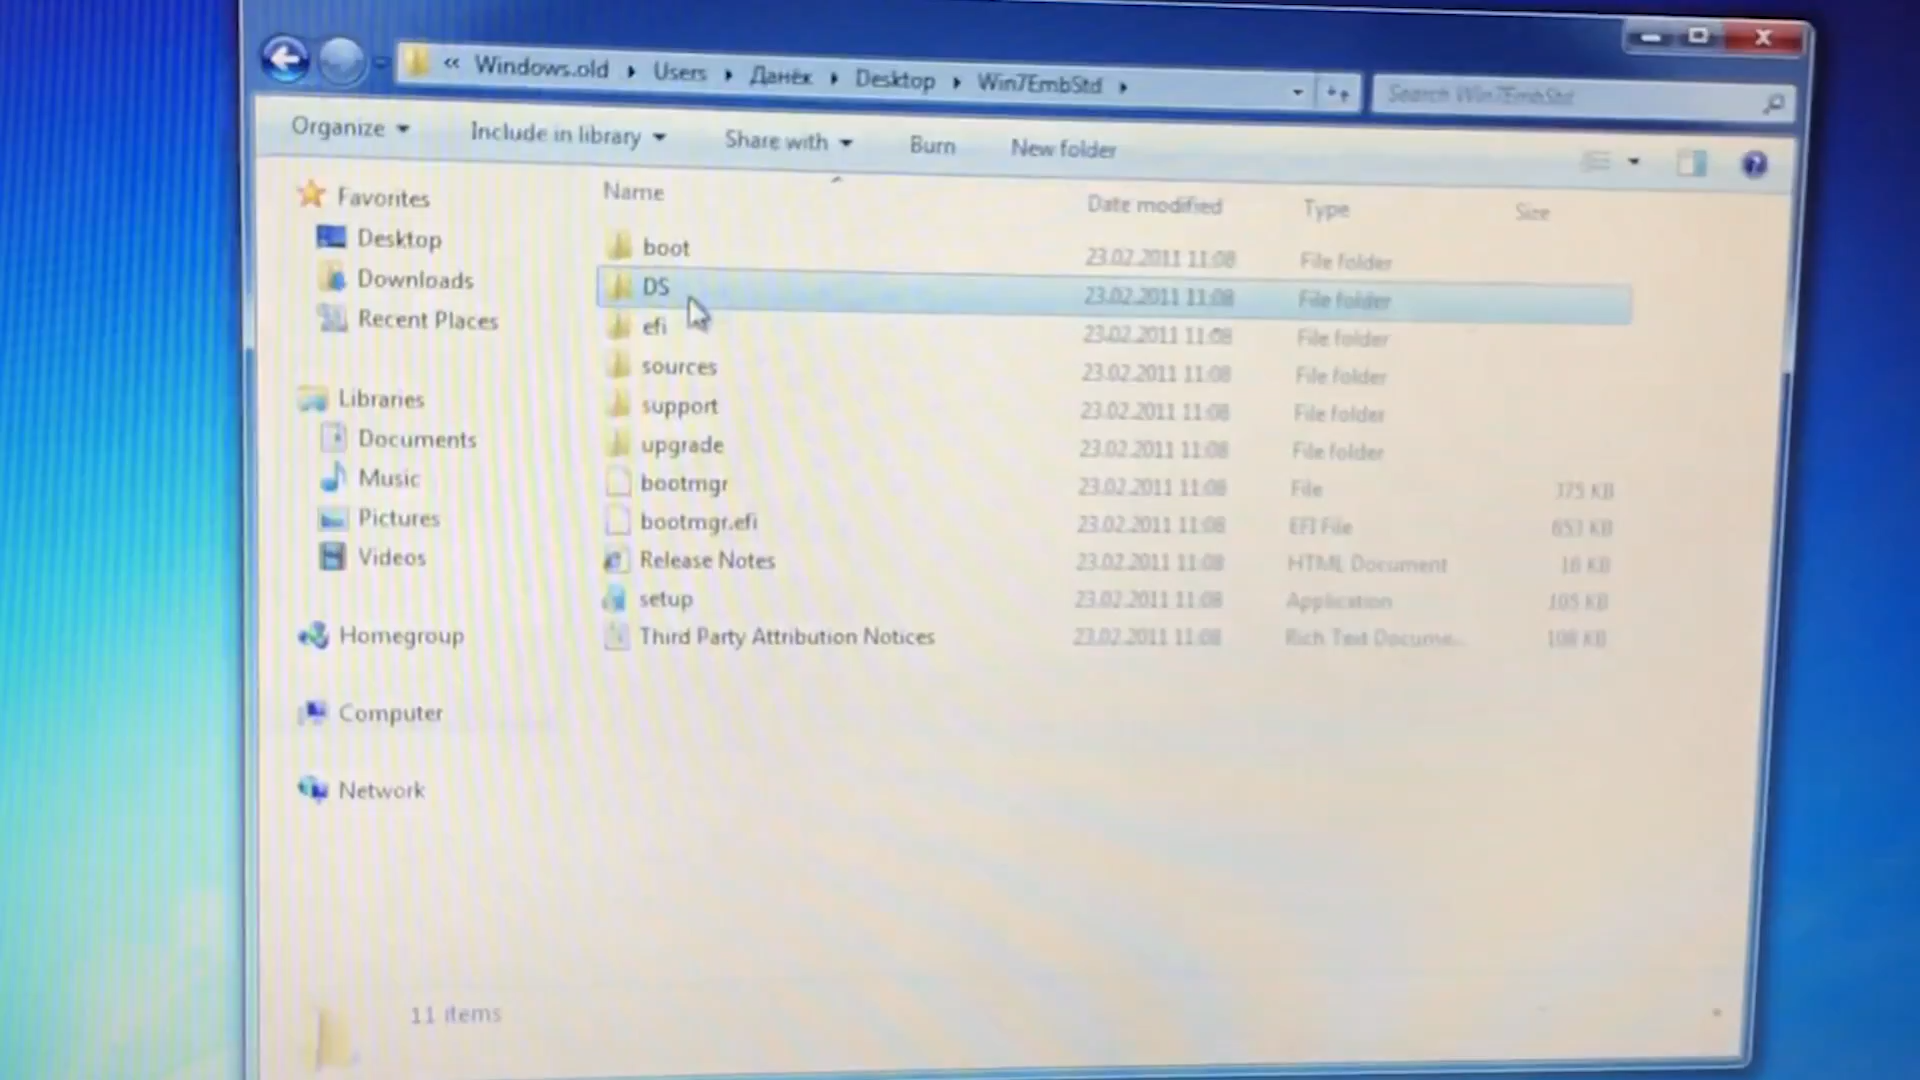 « Windows.old ▸ Users ▸ Данёк ▸ Desktop ▸ Win7EmbStd ▸
Search Win7EmbStd
Organize Include in library Share with Burn New folder
Favorites
Desktop
Downloads
Recent Places
Libraries
Documents
Music
Pictures
Videos
Homegroup
Computer
Network
Name Date modified Type Size
boot 23.02.2011 11:08 File folder
DS 23.02.2011 11:08 File folder
efi 23.02.2011 11:08 File folder
sources 23.02.2011 11:08 File folder
support 23.02.2011 11:08 File folder
upgrade 23.02.2011 11:08 File folder
bootmgr 23.02.2011 11:08 File 375 KB
bootmgr.efi 23.02.2011 11:08 EFI File 653 KB
Release Notes 23.02.2011 11:08 HTML Document 16 KB
setup 23.02.2011 11:08 Application 105 KB
Third Party Attribution Notices 23.02.2011 11:08 Rich Text Docume... 108 KB
11 items